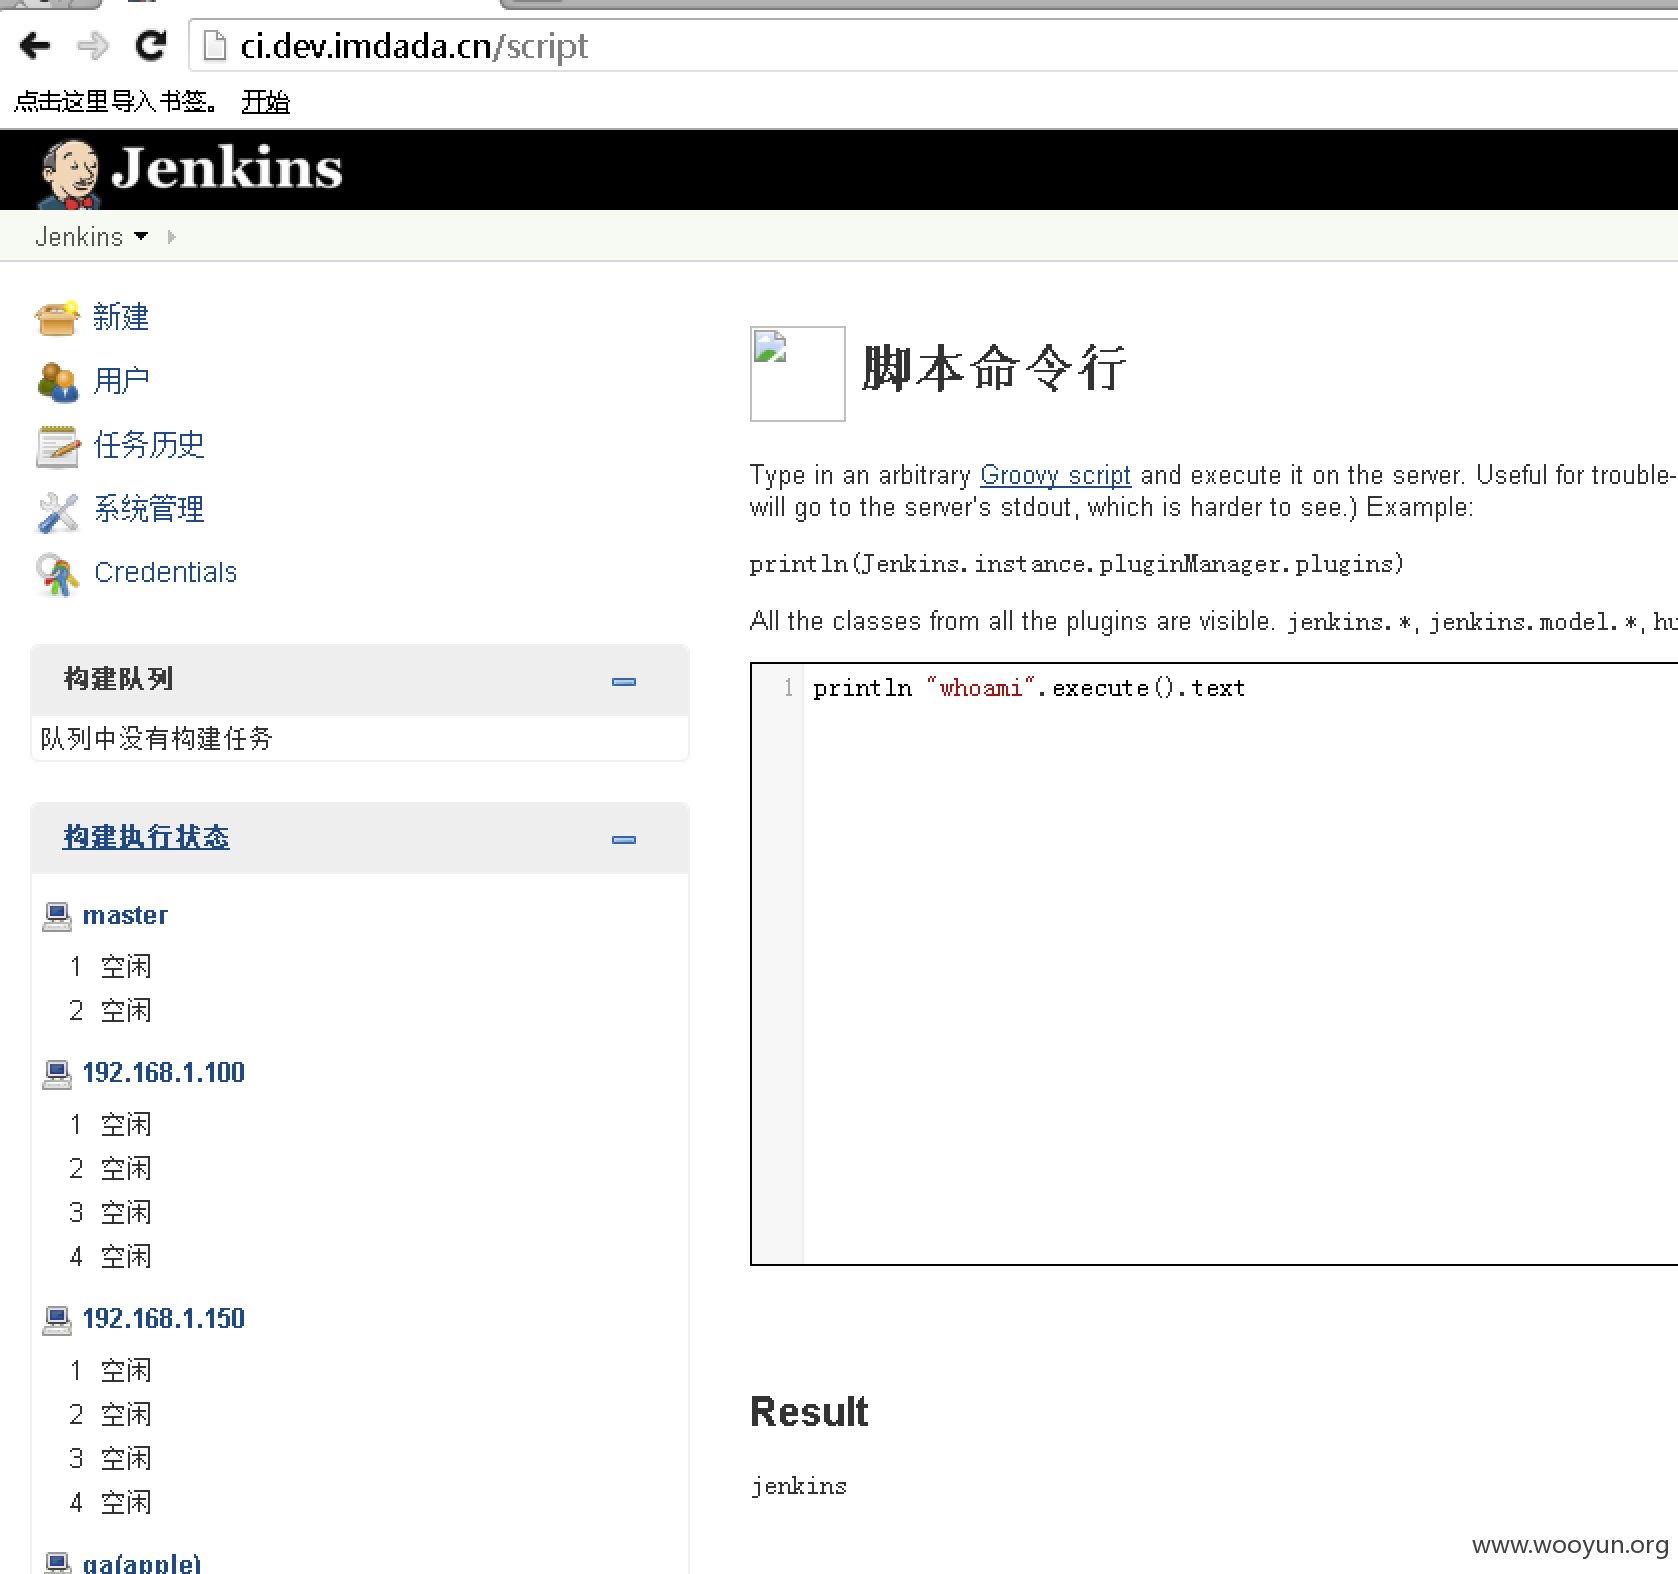 ci.dev.imdada.cn/script
点击这里导入书签。 开始
Jenkins
Jenkins
新建
用户
任务历史
系统管理
Credentials
构建队列
队列中没有构建任务
构建执行状态
master
1 空闲
2 空闲
192.168.1.100
1 空闲
2 空闲
3 空闲
4 空闲
192.168.1.150
1 空闲
2 空闲
3 空闲
4 空闲
qa(apple)
脚本命令行
Type in an arbitrary Groovy script and execute it on the server. Useful for trouble-
will go to the server's stdout, which is harder to see.) Example:
println(Jenkins.instance.pluginManager.plugins)
All the classes from all the plugins are visible. jenkins.*, jenkins.model.*, hu
1 println "whoami".execute().text
Result
jenkins
www.wooyun.org